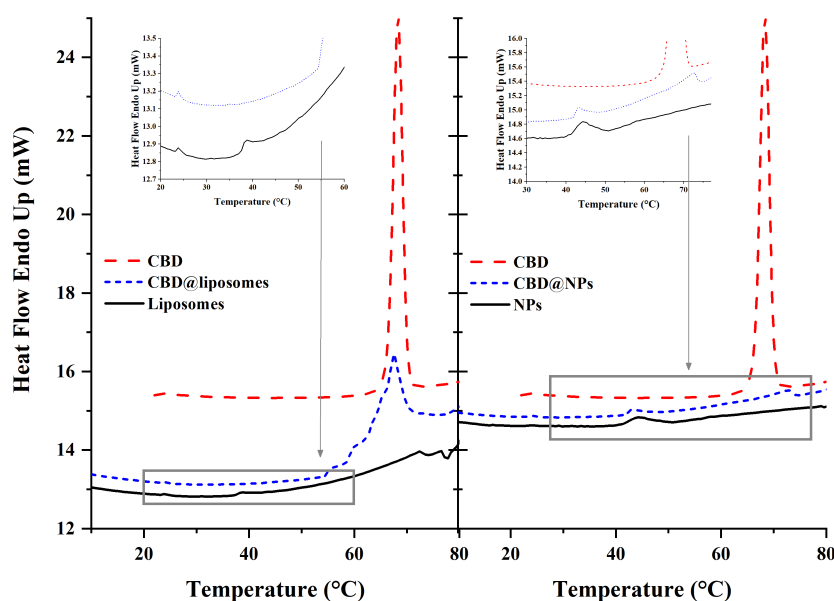 Heat Flow Endo Up (mW)
24
22
20
18
16
14
12
Heat Flow Endo Up (mW)
13.5
13.4
13.3
13.2
13.1
13.0
12.9
12.8
12.7
20 30 40 50 60
Temperature (°C)
CBD
CBD@liposomes
Liposomes
20 40 60 80
Temperature (°C)
Heat Flow Endo Up (mW)
16.0
15.8
15.6
15.4
15.2
15.0
14.8
14.6
14.4
14.2
14.0
30 40 50 60 70
Temperature (°C)
CBD
CBD@NPs
NPs
20 40 60 80
Temperature (°C)